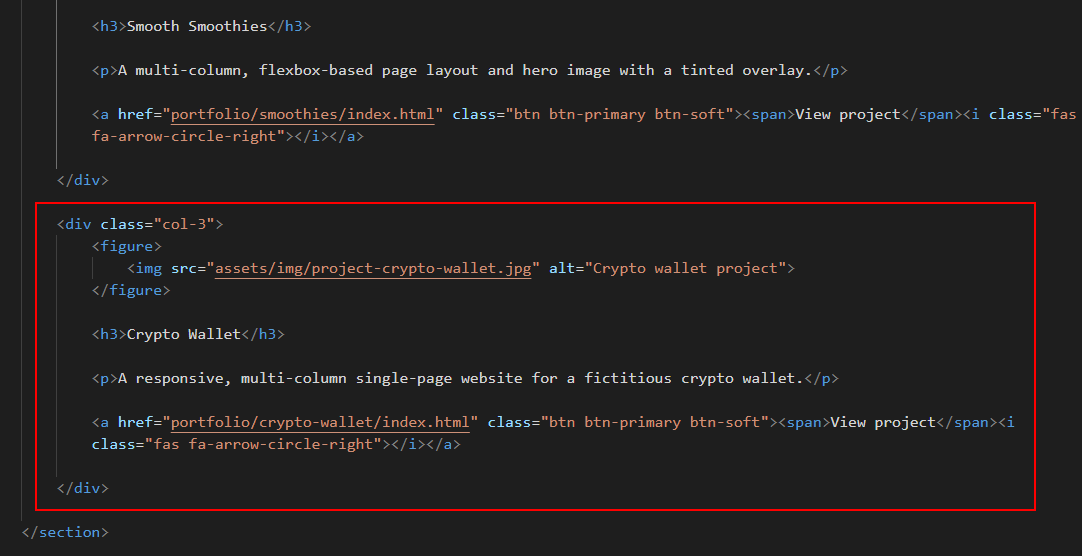 <h3>Smooth Smoothies</h3>
<p>A multi-column, flexbox-based page layout and hero image with a tinted overlay.</p>
<a href="portfolio/smoothies/index.html" class="btn btn-primary btn-soft"><span>View project</span><i class="fas
fa-arrow-circle-right"></i></a>
</div>
<div class="col-3">
<figure>
<img src="assets/img/project-crypto-wallet.jpg" alt="Crypto wallet project">
</figure>
<h3>Crypto Wallet</h3>
<p>A responsive, multi-column single-page website for a fictitious crypto wallet.</p>
<a href="portfolio/crypto-wallet/index.html" class="btn btn-primary btn-soft"><span>View project</span><i
class="fas fa-arrow-circle-right"></i></a>
</div>
</section>